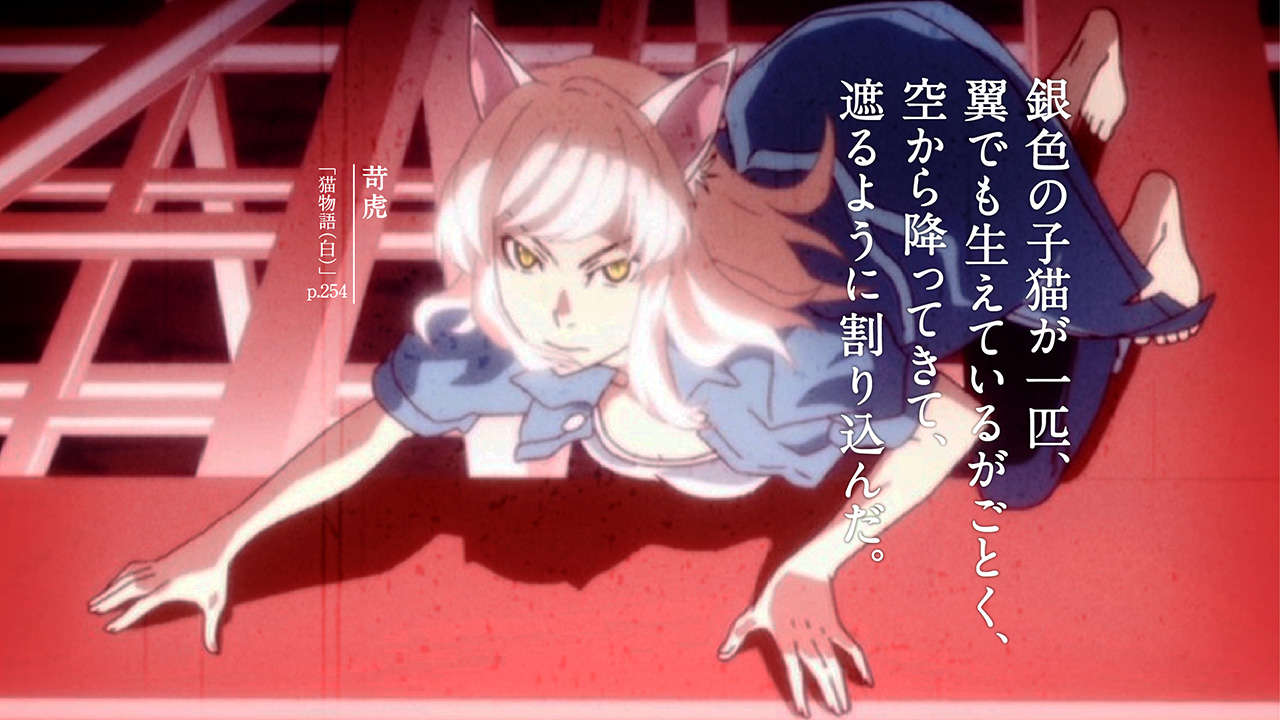 銀色の子猫が一匹、
翼でも生えているがごとく、
空から降ってきて、
遮るように割り込んだ。
苛虎
「猫物語(白)」
p.254